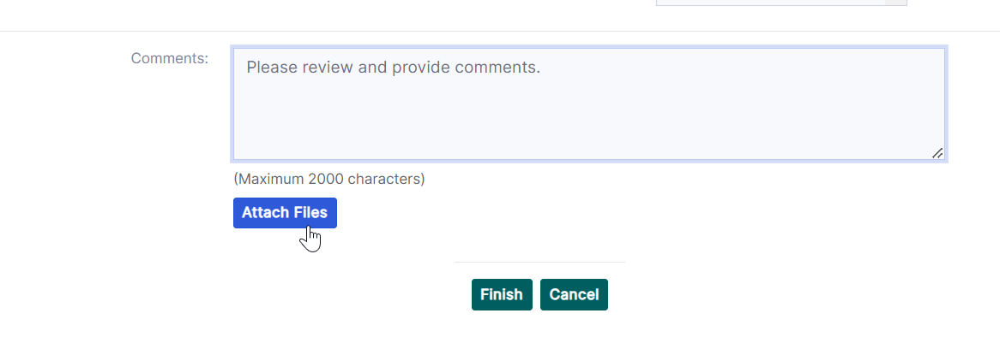 Comments:
Please review and provide comments.
(Maximum 2000 characters)
Attach Files
Finish Cancel